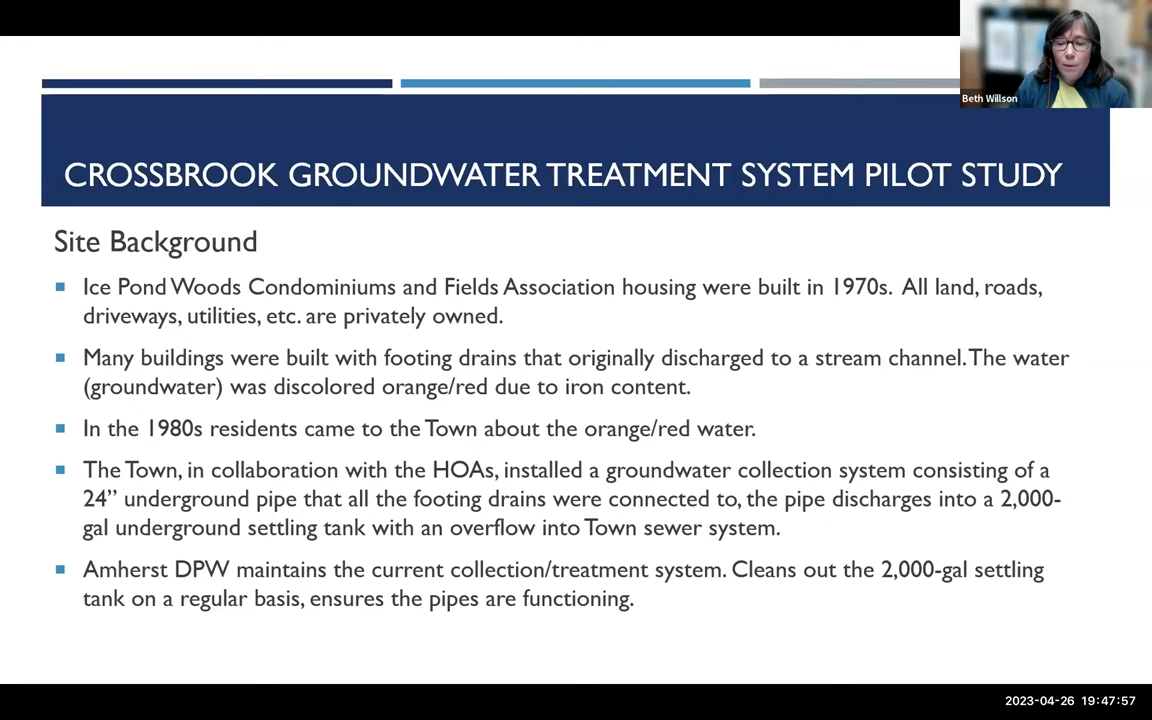 Beth Willson
CROSSBROOK GROUNDWATER TREATMENT SYSTEM PILOT STUDY
Site Background
Ice Pond Woods Condominiums and Fields Association housing were built in 1970s. All land, roads,
driveways, utilities, etc. are privately owned.
Many buildings were built with footing drains that originally discharged to a stream channel. The water
(groundwater) was discolored orange/red due to iron content.
In the 1980s residents came to the Town about the orange/red water.
The Town, in collaboration with the HOAs, installed a groundwater collection system consisting of a
24” underground pipe that all the footing drains were connected to, the pipe discharges into a 2,000-
gal underground settling tank with an overflow into Town sewer system.
Amherst DPW maintains the current collection/treatment system. Cleans out the 2,000-gal settling
tank on a regular basis, ensures the pipes are functioning.
2023-04-26 19:47:57